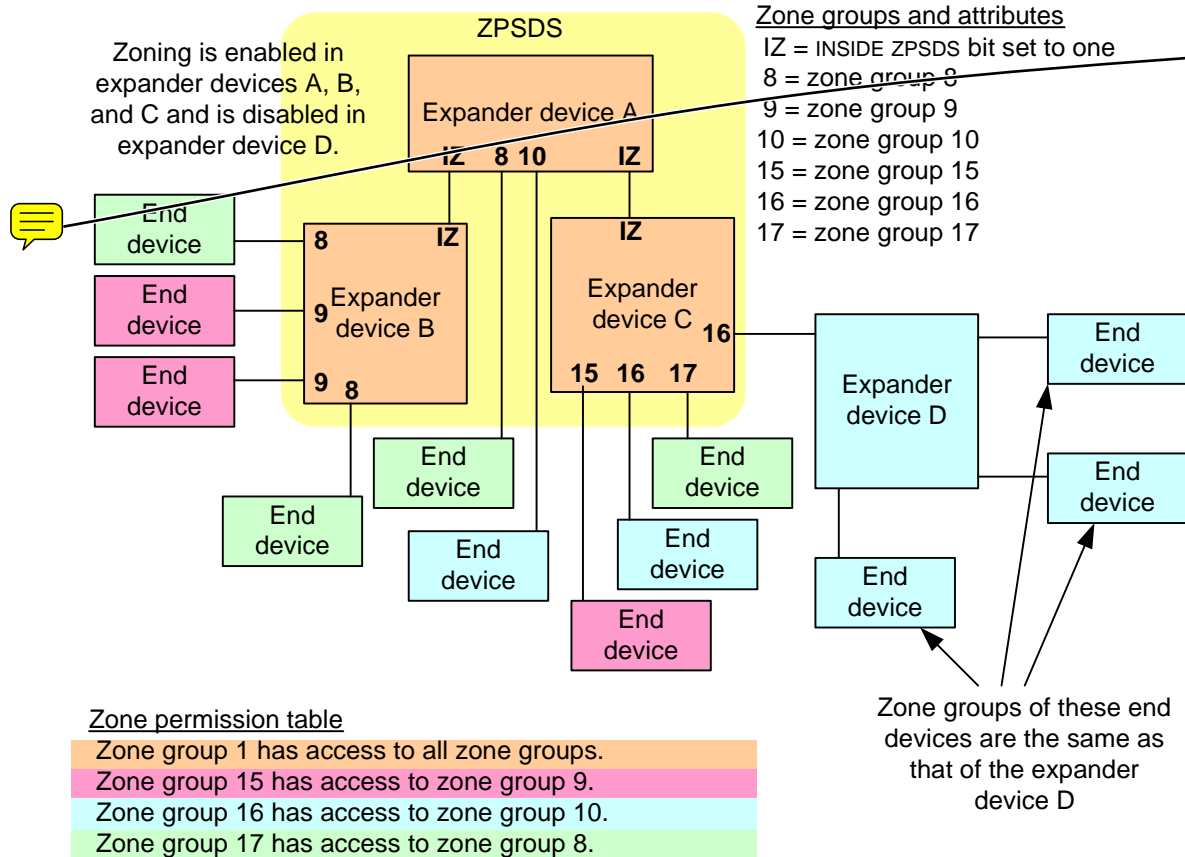 ZPSDS
Zoning is enabled in
expander devices A, B,
and C and is disabled in
expander device D.
Zone groups and attributes
IZ = INSIDE ZPSDS bit set to one
8 = zone group 8
9 = zone group 9
10 = zone group 10
15 = zone group 15
16 = zone group 16
17 = zone group 17
Expander device A
IZ 8 10 IZ
End
device
8
IZ
Expander
device B
End
device
9
End
device
9
8
IZ
Expander
device C
16
15 16 17
Expander
device D
End
device
End
device
End
device
End
device
End
device
End
device
End
device
End
device
End
device
End
device
Zone groups of these end
devices are the same as
that of the expander
device D
Zone permission table
Zone group 1 has access to all zone groups.
Zone group 15 has access to zone group 9.
Zone group 16 has access to zone group 10.
Zone group 17 has access to zone group 8.